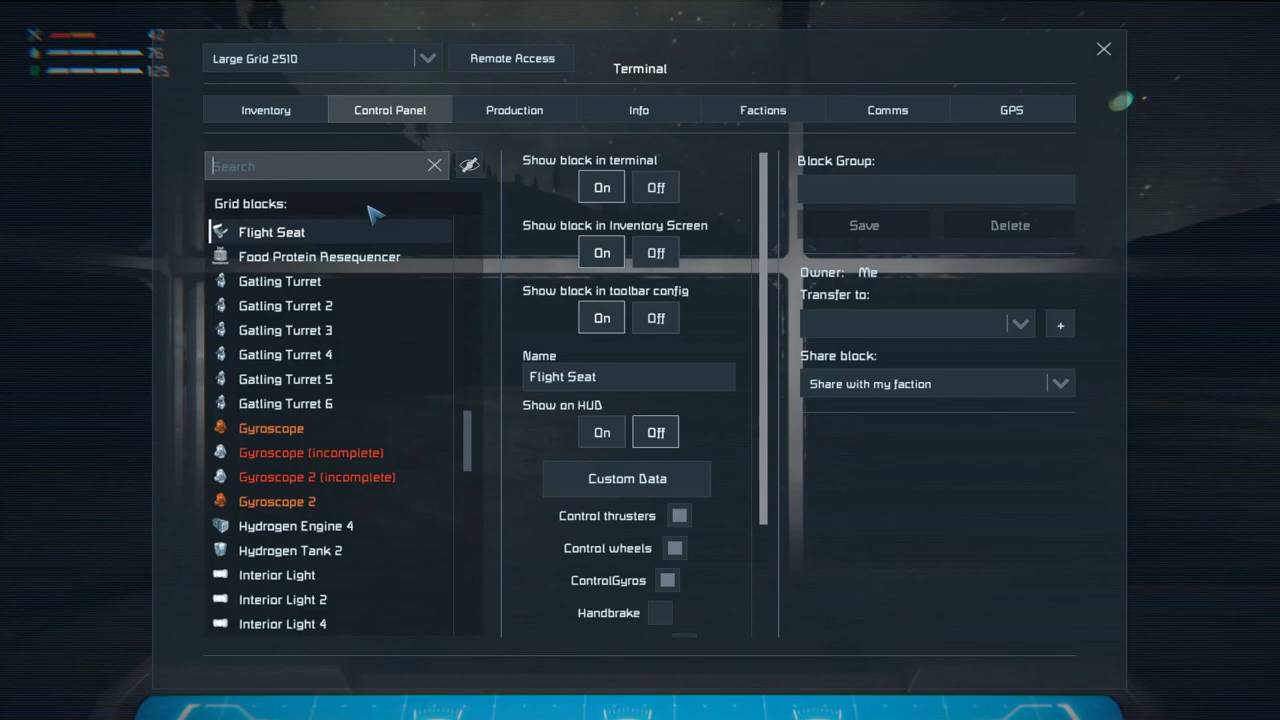 42
75
125
Large Grid 2510
Remote Access
Terminal
Inventory
Control Panel
Production
Info
Factions
Comms
GPS
Search
Grid blocks:
Flight Seat
Food Protein Resequencer
Gatling Turret
Gatling Turret 2
Gatling Turret 3
Gatling Turret 4
Gatling Turret 5
Gatling Turret 6
Gyroscope
Gyroscope (incomplete)
Gyroscope 2 (incomplete)
Gyroscope 2
Hydrogen Engine 4
Hydrogen Tank 2
Interior Light
Interior Light 2
Interior Light 4
Show block in terminal
On Off
Show block in Inventory Screen
On Off
Show block in toolbar config
On Off
Name
Flight Seat
Show on HUD
On Off
Custom Data
Control thrusters
Control wheels
ControlGyros
Handbrake
Block Group:
Save Delete
Owner: Me
Transfer to:
+
Share block:
Share with my faction